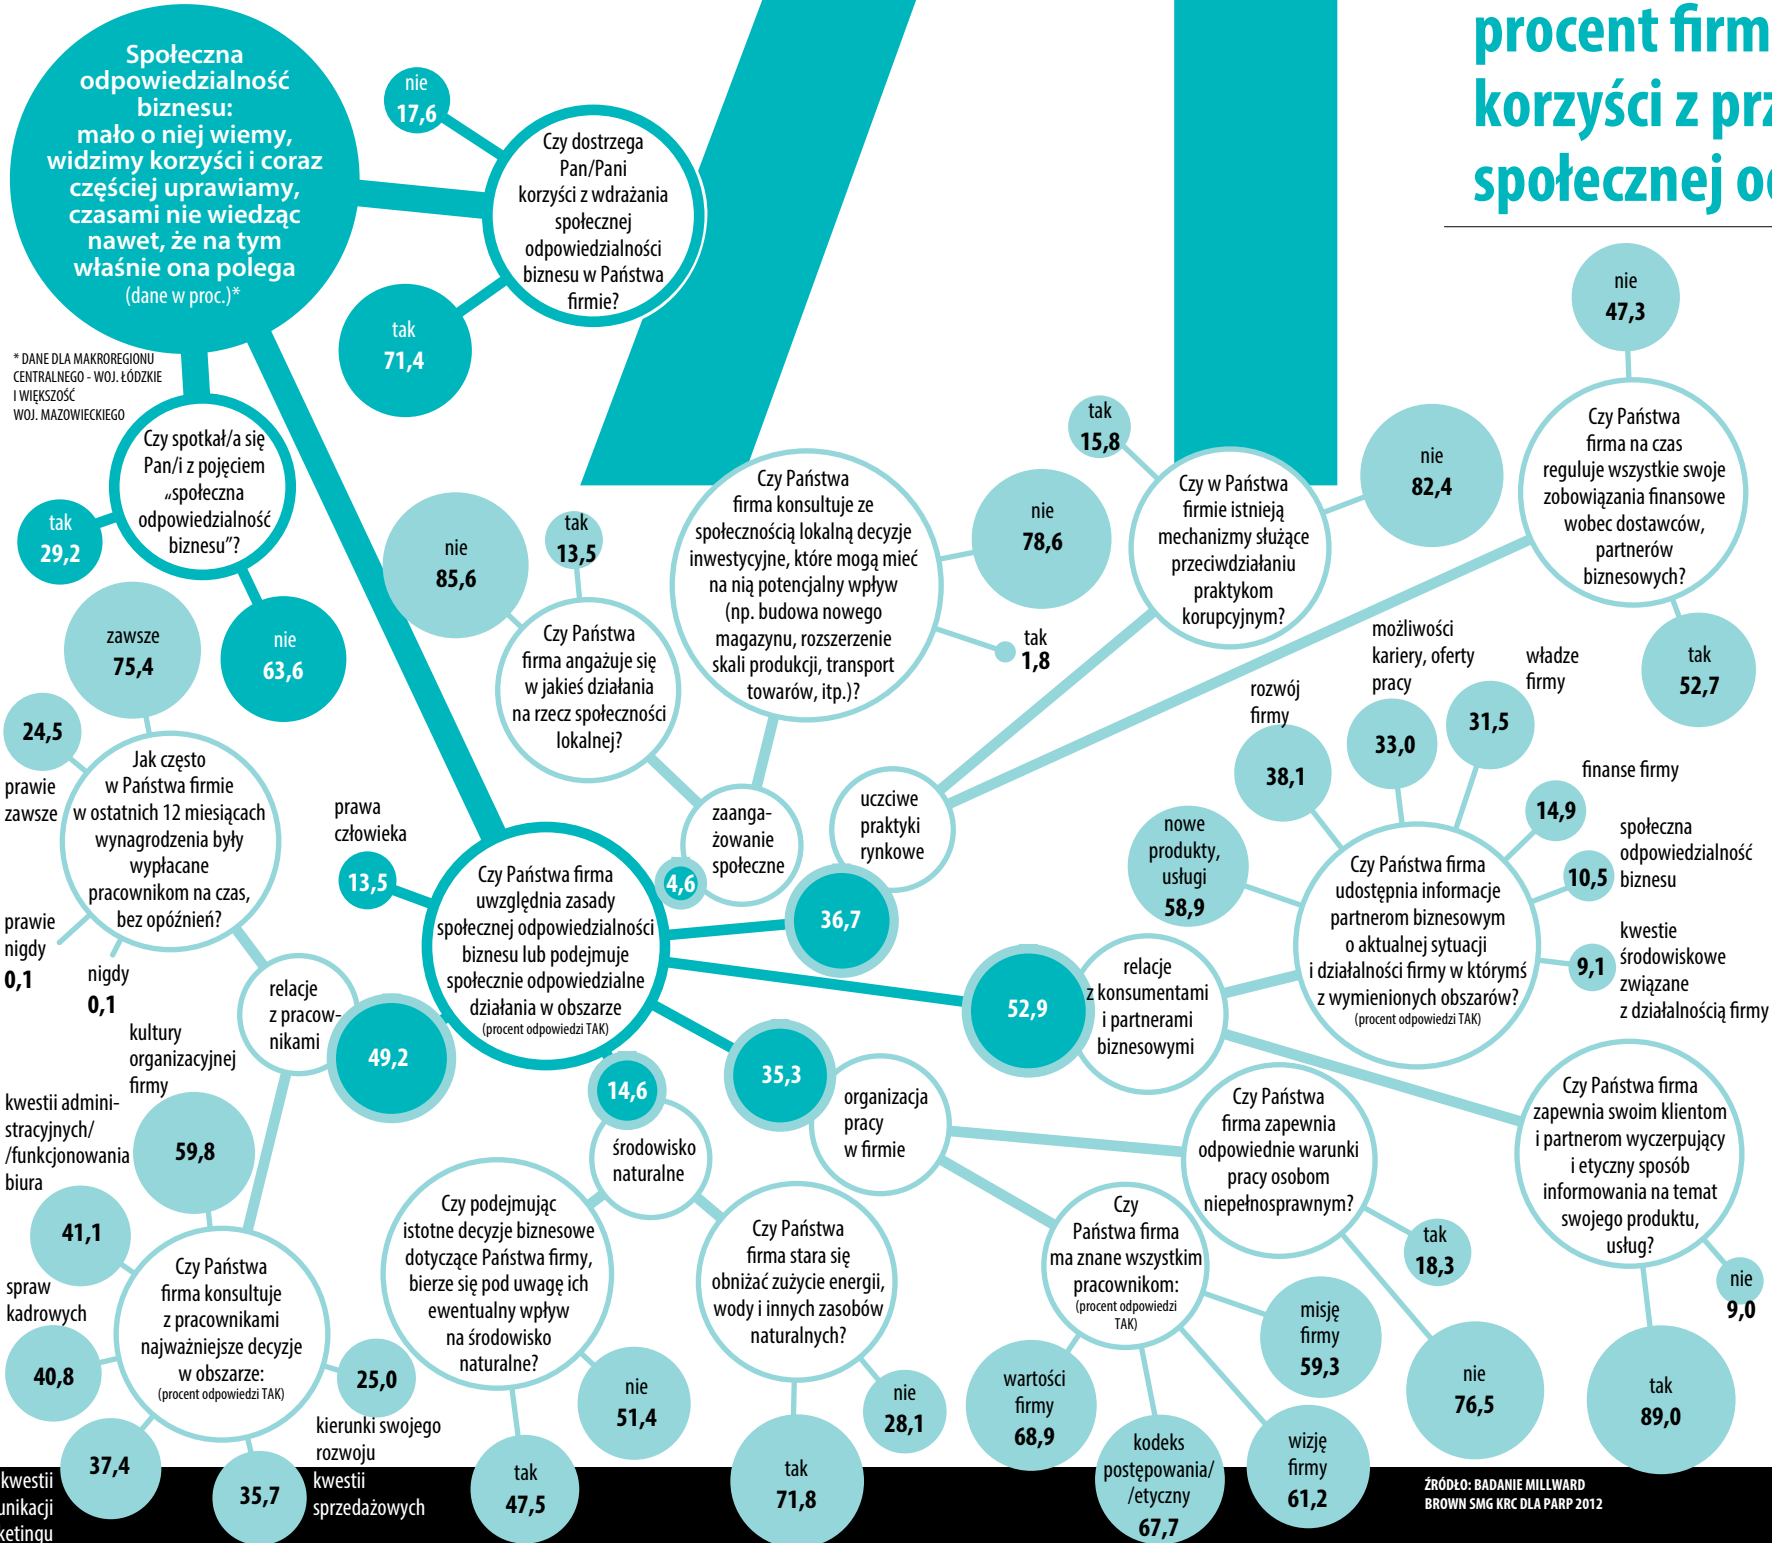 procent firm
korzyści z prz
społecznej od
Społeczna
odpowiedzialność
biznesu:
mało o niej wiemy,
widzimy korzyści i coraz
częściej uprawiamy,
czasami nie wiedząc
nawet, że na tym
właśnie ona polega
(dane w proc.)*
* DANE DLA MAKROREGIONU
CENTRALNEGO - WOJ. ŁÓDZKIE
I WIĘKSZOŚĆ
WOJ. MAZOWIECKIEGO
nie
17,6
Czy dostrzega
Pan/Pani
korzyści z wdrażania
społecznej
odpowiedzialności
biznesu w Państwa
firmie?
tak
71,4
Czy spotkał/a się
Pan/i z pojęciem
„społeczna
odpowiedzialność
biznesu”?
tak
29,2
nie
63,6
nie
85,6
tak
13,5
Czy Państwa
firma angażuje się
w jakieś działania
na rzecz społeczności
lokalnej?
Czy Państwa
firma konsultuje ze
społecznością lokalną decyzje
inwestycyjne, które mogą mieć
na nią potencjalny wpływ
(np. budowa nowego
magazynu, rozszerzenie
skali produkcji, transport
towarów, itp.)?
nie
78,6
tak
1,8
tak
15,8
Czy w Państwa
firmie istnieją
mechanizmy służące
przeciwdziałaniu
praktykom
korupcyjnym?
nie
82,4
nie
47,3
Czy Państwa
firma na czas
reguluje wszystkie swoje
zobowiązania finansowe
wobec dostawców,
partnerów
biznesowych?
tak
52,7
zawsze
75,4
24,5
prawie
zawsze
Jak często
w Państwa firmie
w ostatnich 12 miesiącach
wynagrodzenia były
wypłacane
pracownikom na czas,
bez opóźnień?
prawie
nigdy
0,1
nigdy
0,1
relacje
z pracow-
nikami
49,2
prawa
człowieka
13,5
Czy Państwa firma
uwzględnia zasady
społecznej odpowiedzialności
biznesu lub podejmuje
społecznie odpowiedzialne
działania w obszarze
(procent odpowiedzi TAK)
zaanga-
żowanie
społeczne
4,6
uczciwe
praktyki
rynkowe
36,7
52,9
relacje
z konsumentami
i partnerami
biznesowymi
35,3
organizacja
pracy
w firmie
14,6
środowisko
naturalne
rozwój
firmy
38,1
możliwości
kariery, oferty
pracy
33,0
władze
firmy
31,5
finanse firmy
14,9
nowe
produkty,
usługi
58,9
Czy Państwa firma
udostępnia informacje
partnerom biznesowym
o aktualnej sytuacji
i działalności firmy w którymś
z wymienionych obszarów?
(procent odpowiedzi TAK)
społeczna
odpowiedzialność
biznesu
10,5
kwestie
środowiskowe
związane
z działalnością firmy
9,1
Czy Państwa firma
zapewnia swoim klientom
i partnerom wyczerpujący
i etyczny sposób
informowania na temat
swojego produktu,
usług?
nie
9,0
tak
89,0
Czy Państwa
firma zapewnia
odpowiednie warunki
pracy osobom
niepełnosprawnym?
tak
18,3
nie
76,5
Czy
Państwa firma
ma znane wszystkim
pracownikom:
(procent odpowiedzi
TAK)
misję
firmy
59,3
wartości
firmy
68,9
kodeks
postępowania/
/etyczny
67,7
wizję
firmy
61,2
Czy podejmując
istotne decyzje biznesowe
dotyczące Państwa firmy,
bierze się pod uwagę ich
ewentualny wpływ
na środowisko
naturalne?
nie
51,4
tak
47,5
Czy Państwa
firma stara się
obniżać zużycie energii,
wody i innych zasobów
naturalnych?
nie
28,1
tak
71,8
kultury
organizacyjnej
firmy
59,8
kwestii admini-
stracyjnych/
/funkcjonowania
biura
41,1
spraw
kadrowych
40,8
Czy Państwa
firma konsultuje
z pracownikami
najważniejsze decyzje
w obszarze:
(procent odpowiedzi TAK)
25,0
kierunki swojego
rozwoju
37,4
kwestii
unikacji
ketingu
35,7
kwestii
sprzedażowych
ŹRÓDŁO: BADANIE MILLWARD
BROWN SMG KRC DLA PARP 2012